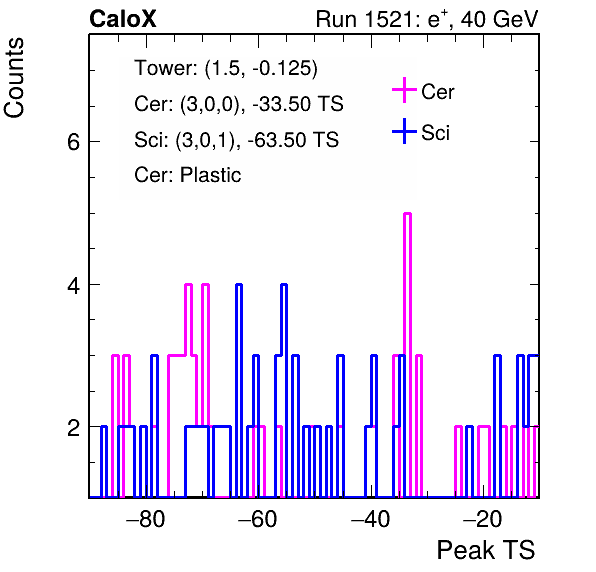 CaloX Run 1521: e⁺, 40 GeV
Counts
Tower: (1.5, -0.125)
Cer: (3,0,0), -33.50 TS
Sci: (3,0,1), -63.50 TS
Cer: Plastic
Cer
Sci
6
4
2
−80 −60 −40 −20
Peak TS